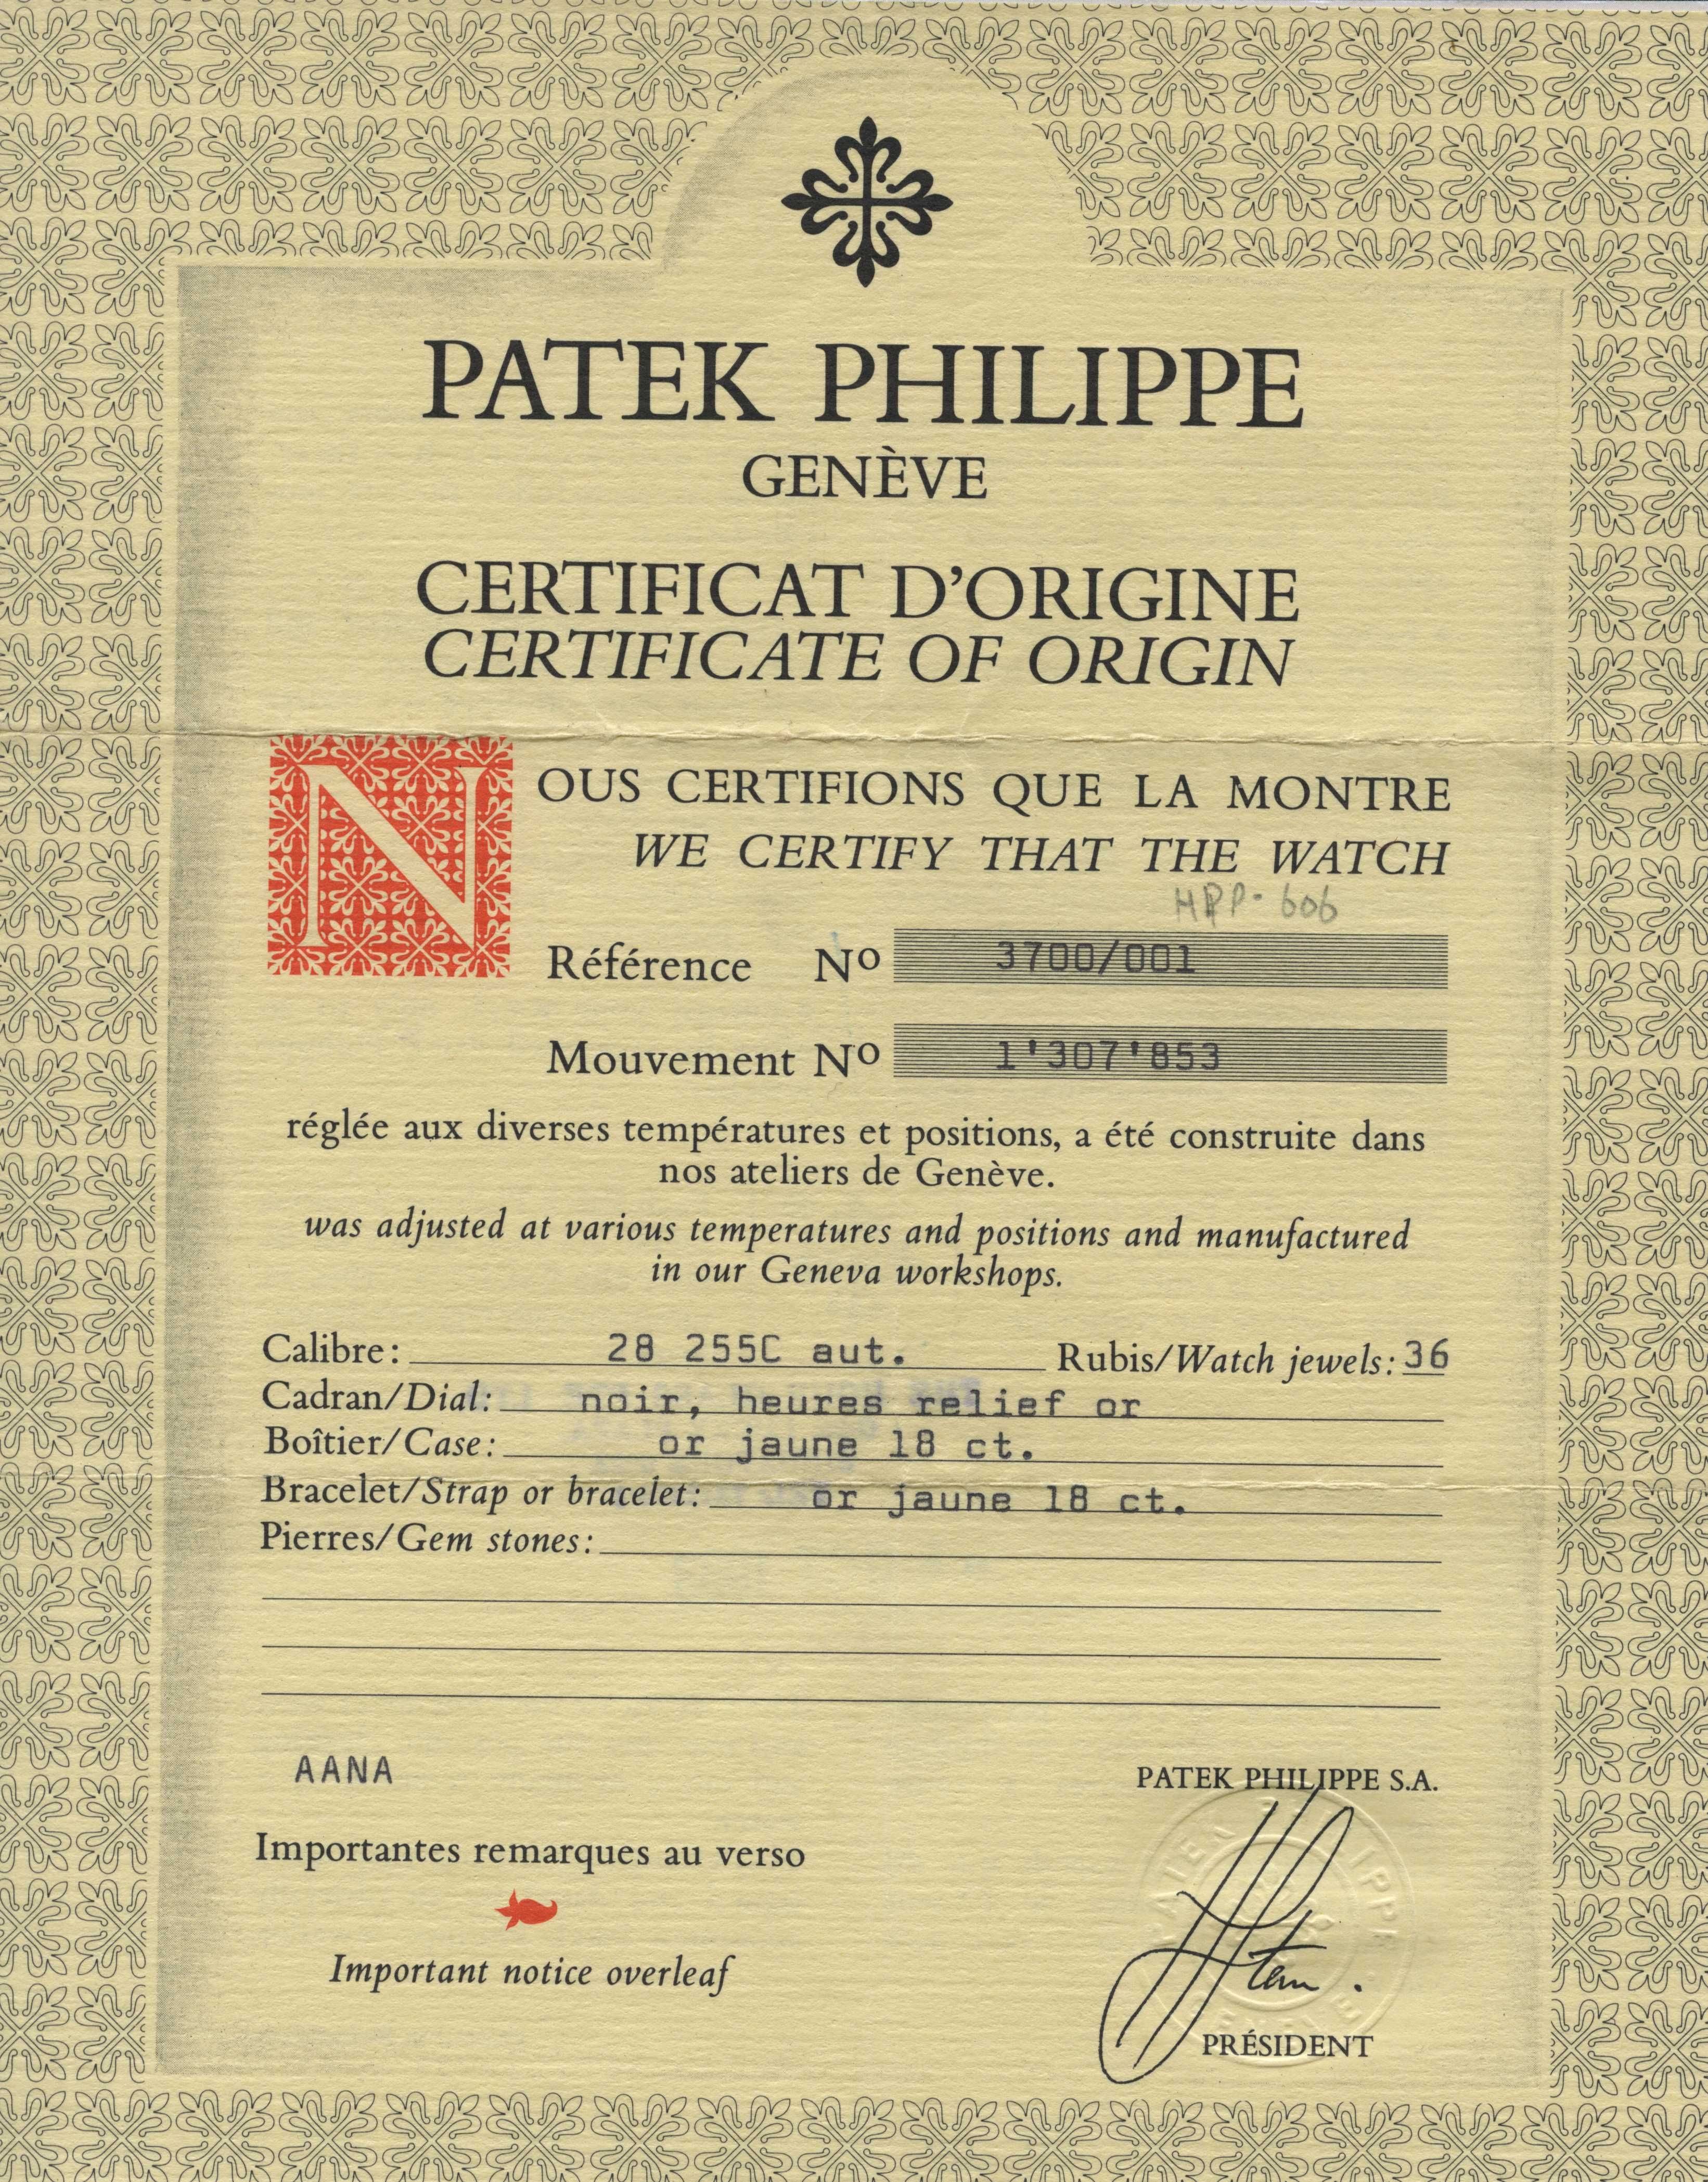 PATEK PHILIPPE
GENÈVE
CERTIFICAT D'ORIGINE
CERTIFICATE OF ORIGIN
NOUS CERTIFIONS QUE LA MONTRE
WE CERTIFY THAT THE WATCH
HPP-606
Référence No 3700/001
Mouvement No 1'307'853
réglée aux diverses températures et positions, a été construite dans
nos ateliers de Genève.
was adjusted at various temperatures and positions and manufactured
in our Geneva workshops.
Calibre: 28 255C aut. Rubis/Watch jewels: 36
Cadran/Dial: noir, heures relief or
Boîtier/Case: or jaune 18 ct.
Bracelet/Strap or bracelet: or jaune 18 ct.
Pierres/Gem stones:
AANA
PATEK PHILIPPE S.A.
Importantes remarques au verso
Important notice overleaf
PRÉSIDENT